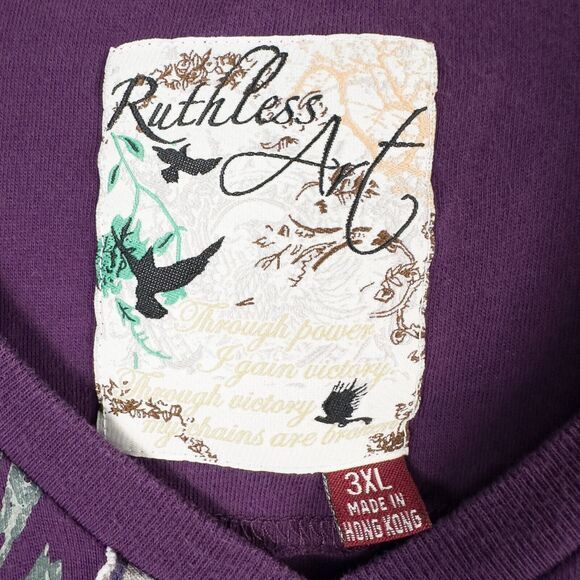 Ruthless
Art
Through power
I gain victory
Through victory
my chains are broken
3XL
MADE IN
HONG KONG